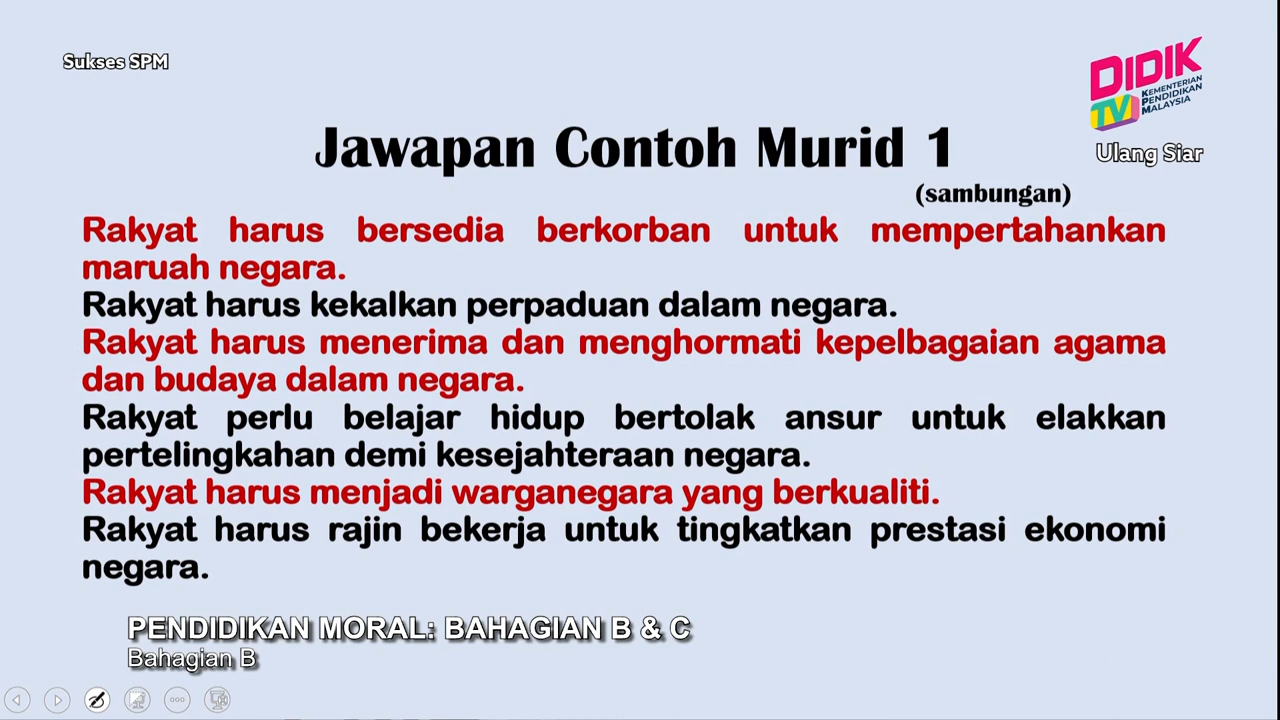 Sukses SPM
DIDIK
TV
KEMENTERIAN
PENDIDIKAN
MALAYSIA
Ulang Siar
Jawapan Contoh Murid 1
(sambungan)
Rakyat harus bersedia berkorban untuk mempertahankan
maruah negara.
Rakyat harus kekalkan perpaduan dalam negara.
Rakyat harus menerima dan menghormati kepelbagaian agama
dan budaya dalam negara.
Rakyat perlu belajar hidup bertolak ansur untuk elakkan
pertelingkahan demi kesejahteraan negara.
Rakyat harus menjadi warganegara yang berkualiti.
Rakyat harus rajin bekerja untuk tingkatkan prestasi ekonomi
negara.
PENDIDIKAN MORAL: BAHAGIAN B & C
Bahagian B